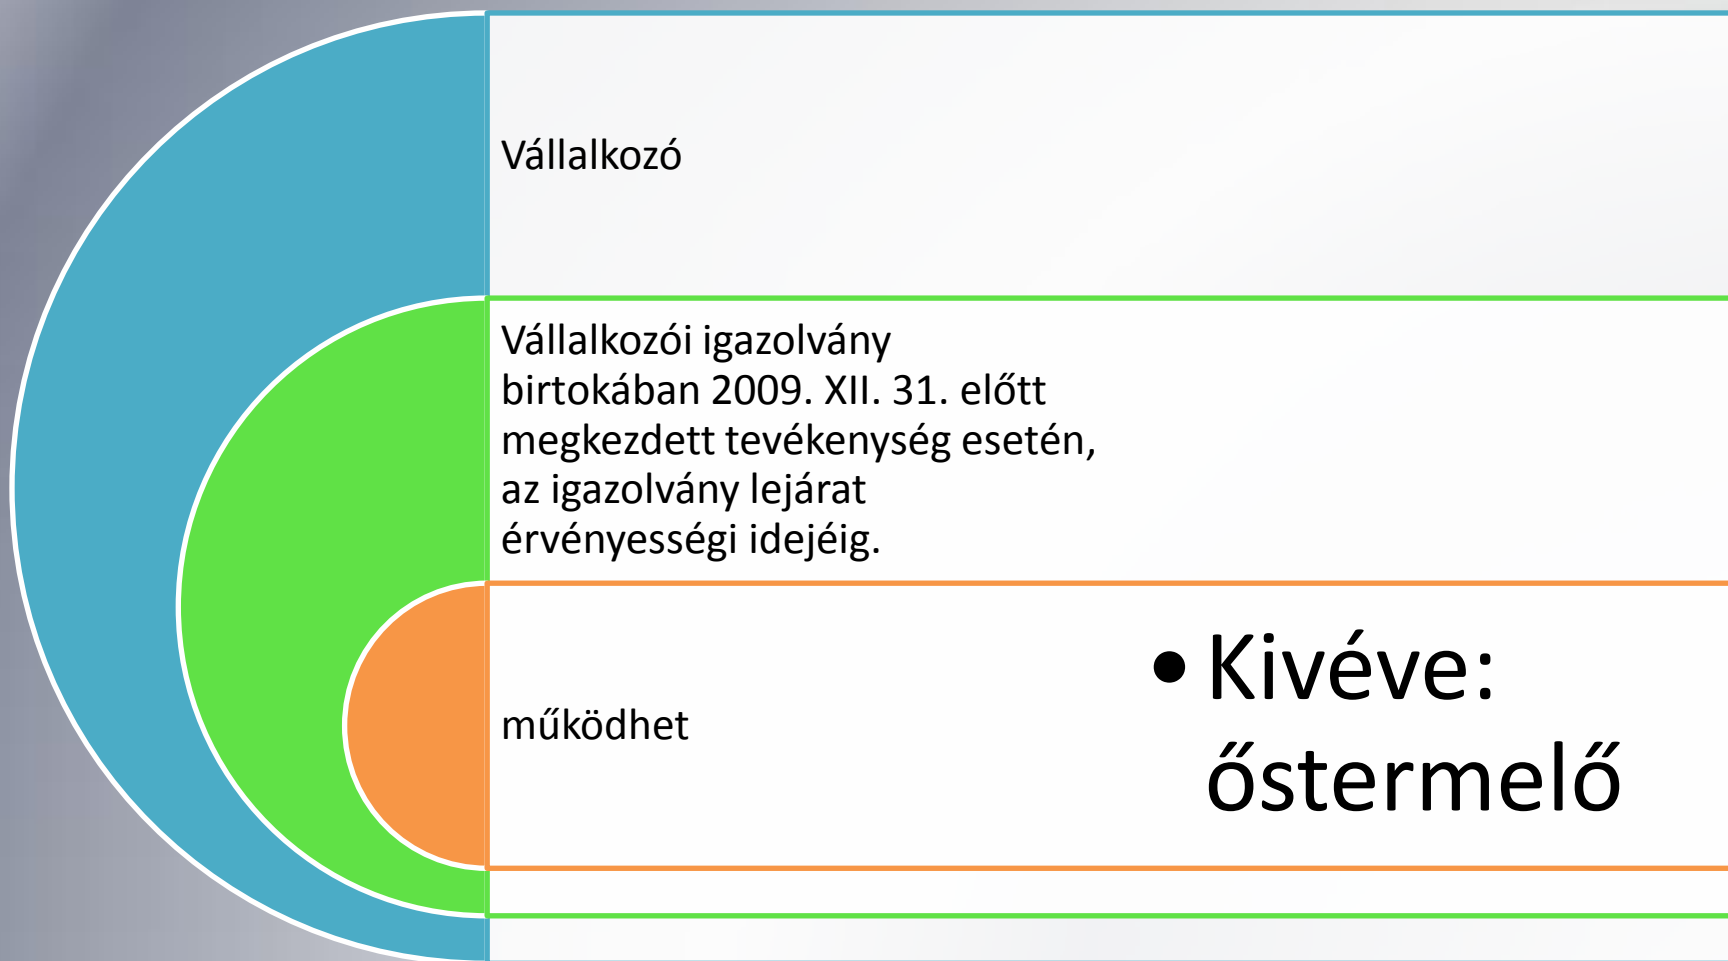 Vállalkozó
Vállalkozói igazolvány
birtokában 2009. XII. 31. előtt
megkezdett tevékenység esetén,
az igazolvány lejárat
érvényességi idejéig.
működhet
• Kivéve:
őstermelő